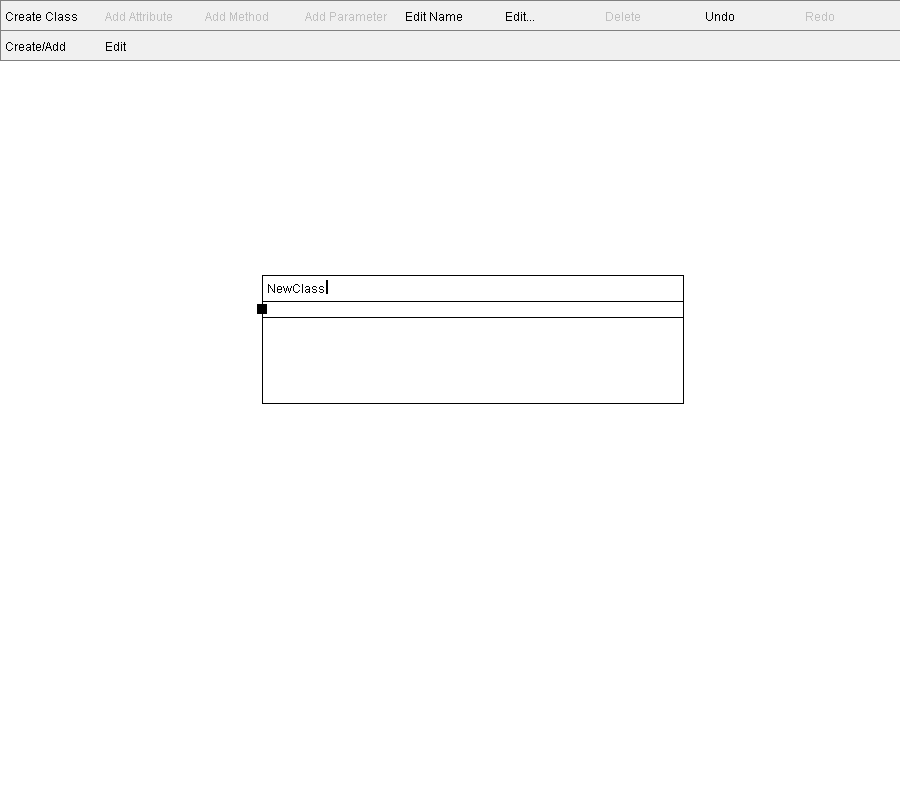 Create Class Add Attribute Add Method Add Parameter Edit Name Edit... Delete Undo Redo
Create/Add Edit
NewClass